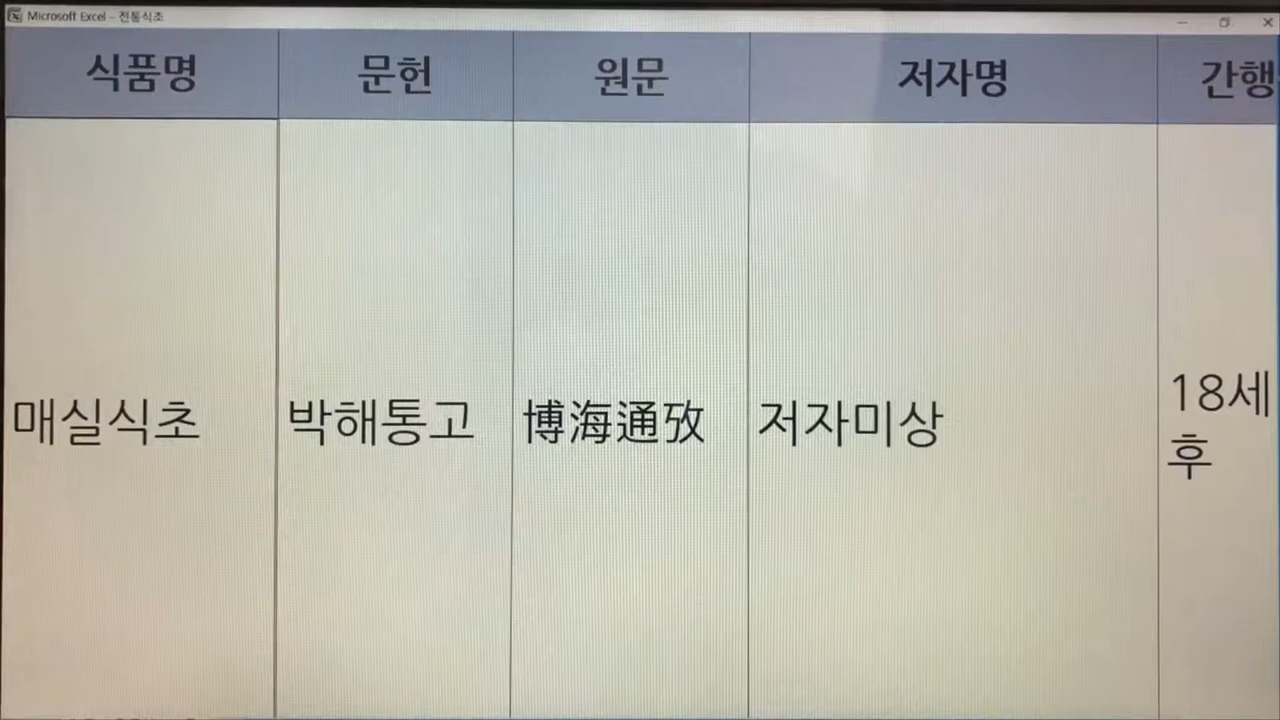 Microsoft Excel - 전통식초
식품명 문헌 원문 저자명 간행
매실식초 박해통고 博海通攷 저자미상 18세
후